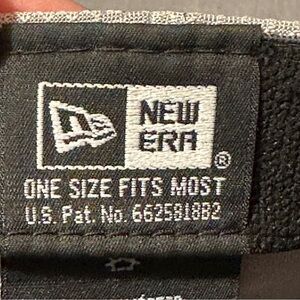 NEW
ERA®
ONE SIZE FITS MOST
U.S. Pat. No. 6625818B2